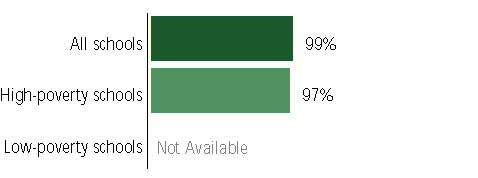 All schools 99%
High-poverty schools 97%
Low-poverty schools Not Available